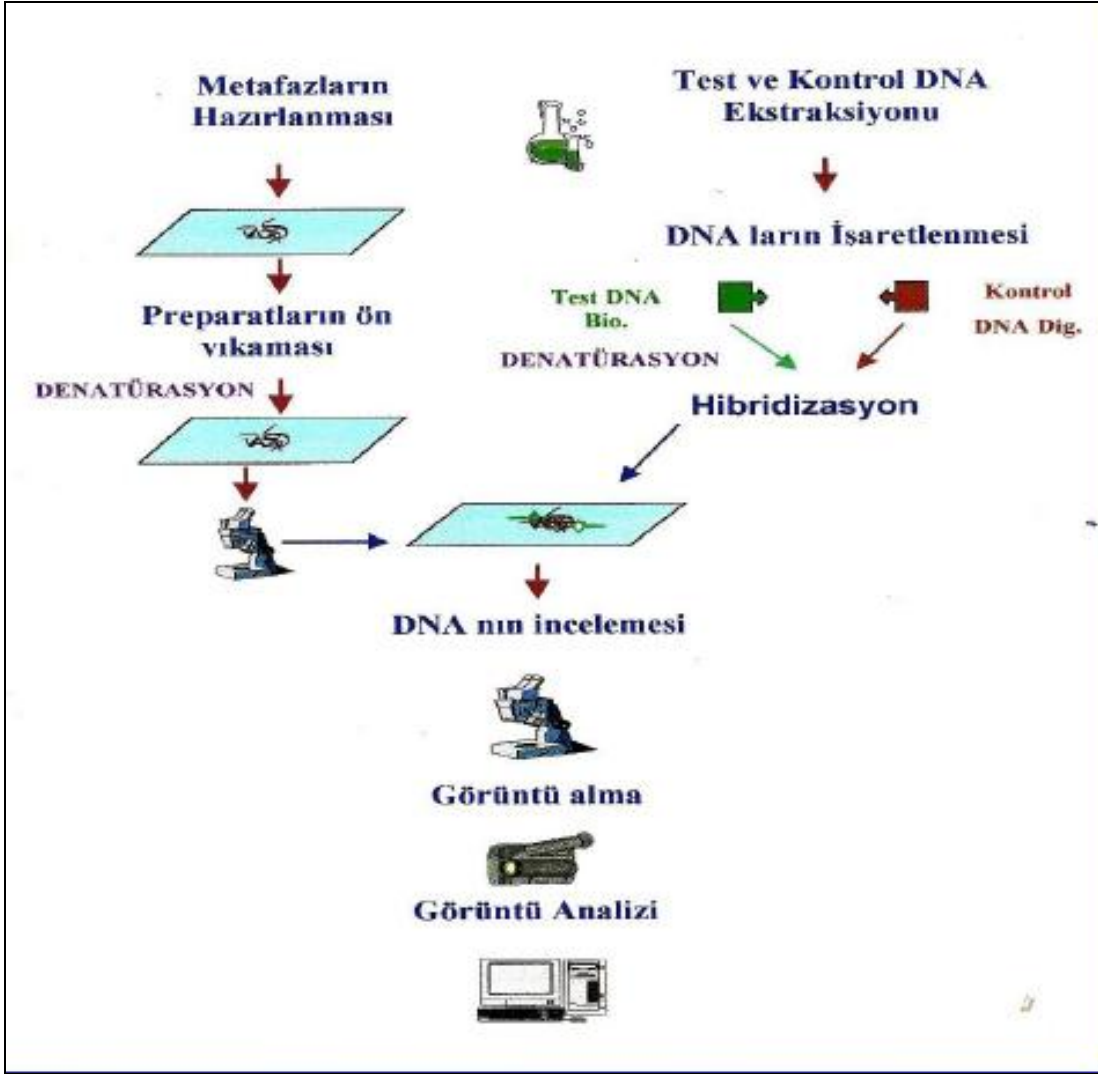 Metafazların
Hazırlanması
Preparatların ön
vıkaması
DENATÜRASYON
Test ve Kontrol DNA
Ekstraksiyonu
DNA ların İşaretlenmesi
Test DNA
Bio.
Kontrol
DNA Dig.
DENATÜRASYON
Hibridizasyon
DNA nın incelemesi
Görüntü alma
Görüntü Analizi